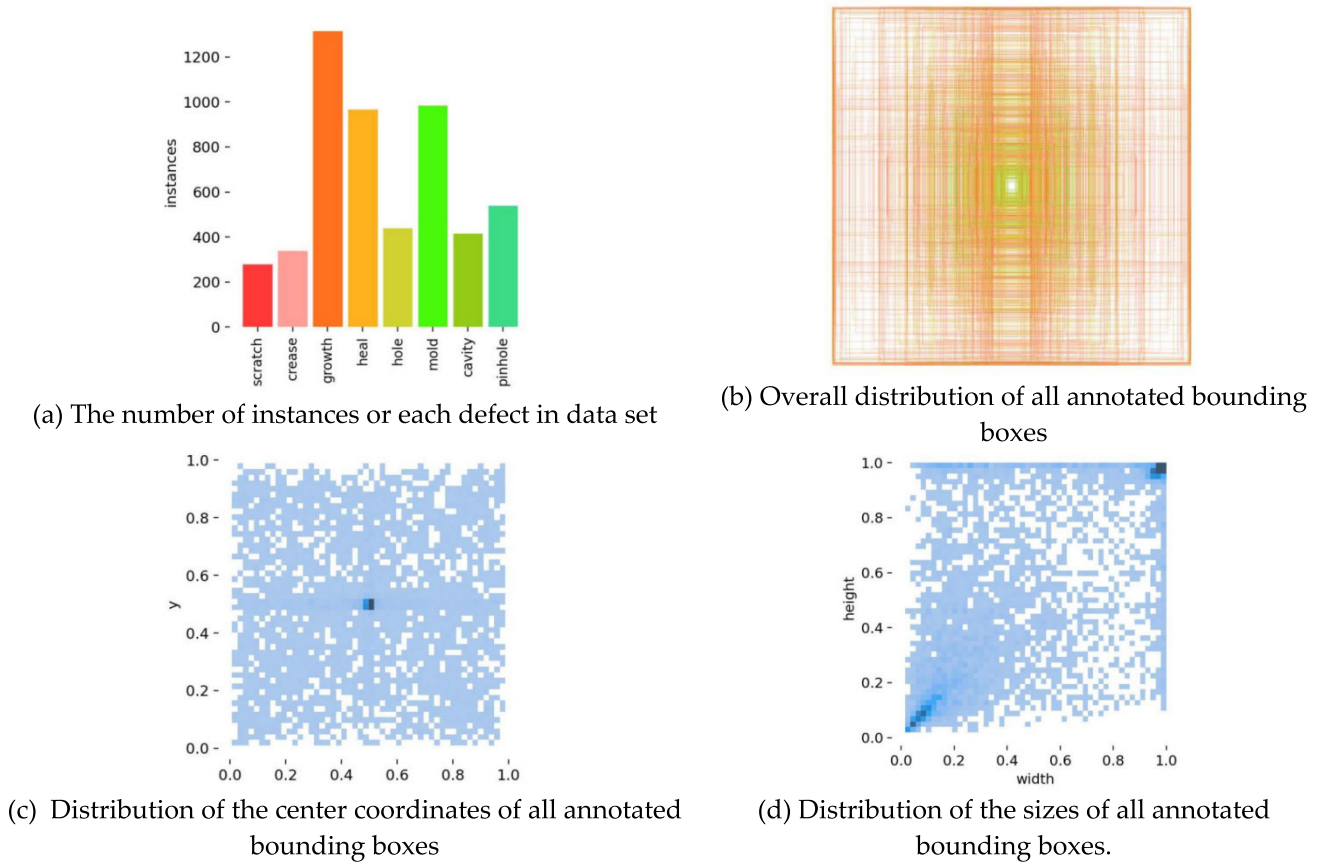 1200
1000
800
600
400
200
0
instances
scratch
crease
growth
heal
hole
mold
cavity
pinhole
(a) The number of instances or each defect in data set
(b) Overall distribution of all annotated bounding
boxes
1.0
0.8
0.6
0.4
0.2
0.0
y
0.0 0.2 0.4 0.6 0.8 1.0
(c) Distribution of the center coordinates of all annotated
bounding boxes
1.0
0.8
0.6
0.4
0.2
0.0
height
0.0 0.2 0.4 0.6 0.8 1.0
width
(d) Distribution of the sizes of all annotated
bounding boxes.